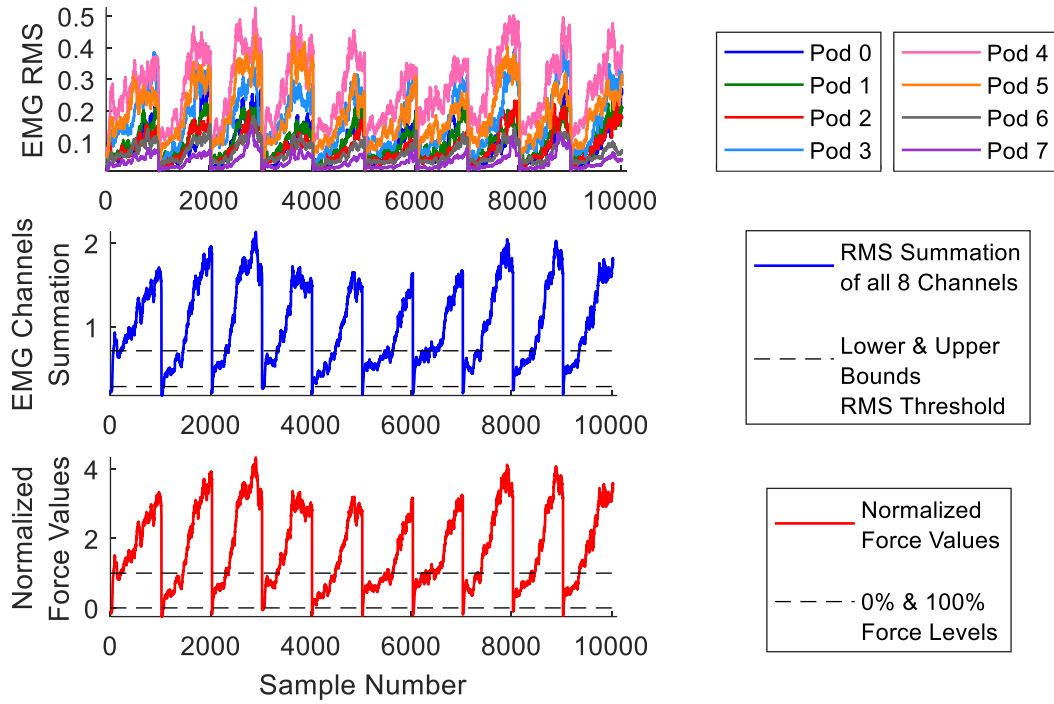 EMG RMS
0.5
0.4
0.3
0.2
0.1
0 2000 4000 6000 8000 10000
Pod 0
Pod 1
Pod 2
Pod 3
Pod 4
Pod 5
Pod 6
Pod 7
EMG Channels
Summation
2
1
0 2000 4000 6000 8000 10000
RMS Summation
of all 8 Channels
Lower & Upper
Bounds
RMS Threshold
Normalized
Force Values
4
2
0
0 2000 4000 6000 8000 10000
Sample Number
Normalized
Force Values
0% & 100%
Force Levels